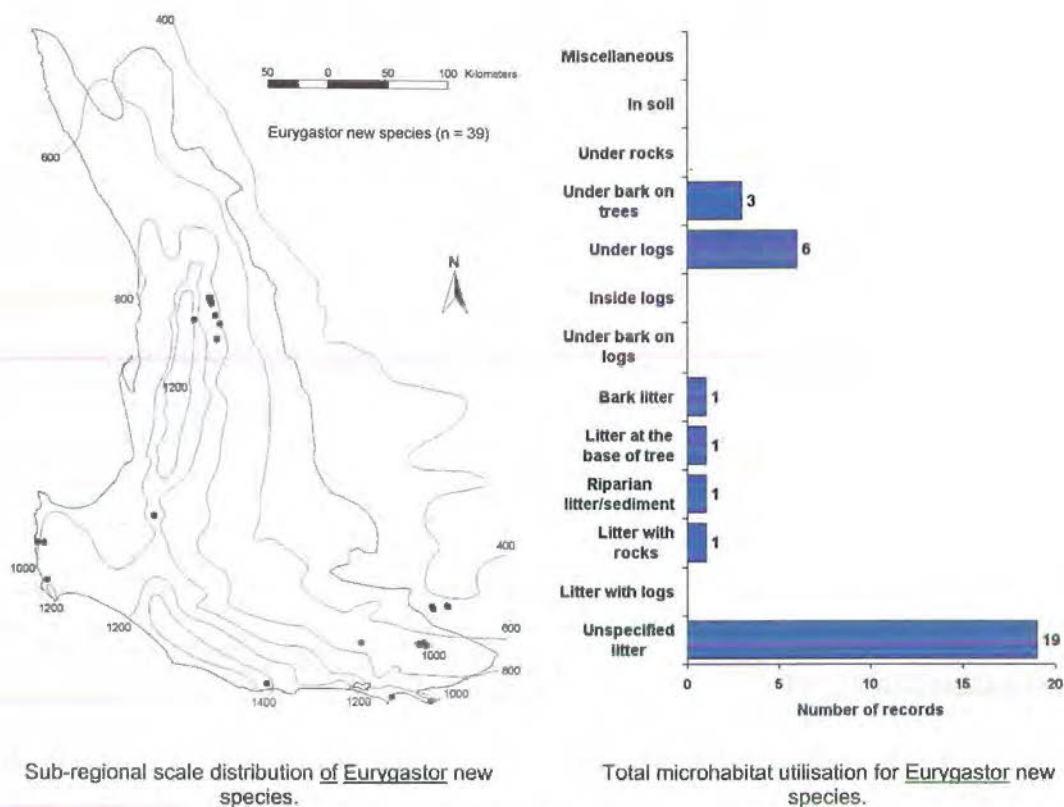 400
50 0 50 100 Kilometers
Eurygastor new species (n = 39)
600
N
800
1200
1000
1200
1200
400
600
1000
800
1400
1200
1000
Sub-regional scale distribution of Eurygastor new
species.
Miscellaneous
In soil
Under rocks
Under bark on
trees
3
Under logs
6
Inside logs
Under bark on
logs
Bark litter
1
Litter at the
base of tree
1
Riparian
litter/sediment
1
Litter with
rocks
1
Litter with logs
Unspecified
litter
19
0 5 10 15 20
Number of records
Total microhabitat utilisation for Eurygastor new
species.